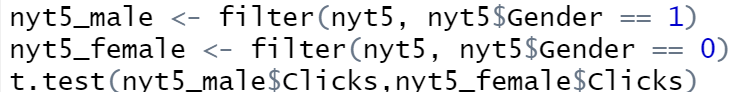 nyt5_male <- filter(nyt5, nyt5$Gender == 1)
nyt5_female <- filter(nyt5, nyt5$Gender == 0)
t.test(nyt5_male$Clicks,nyt5_female$Clicks)